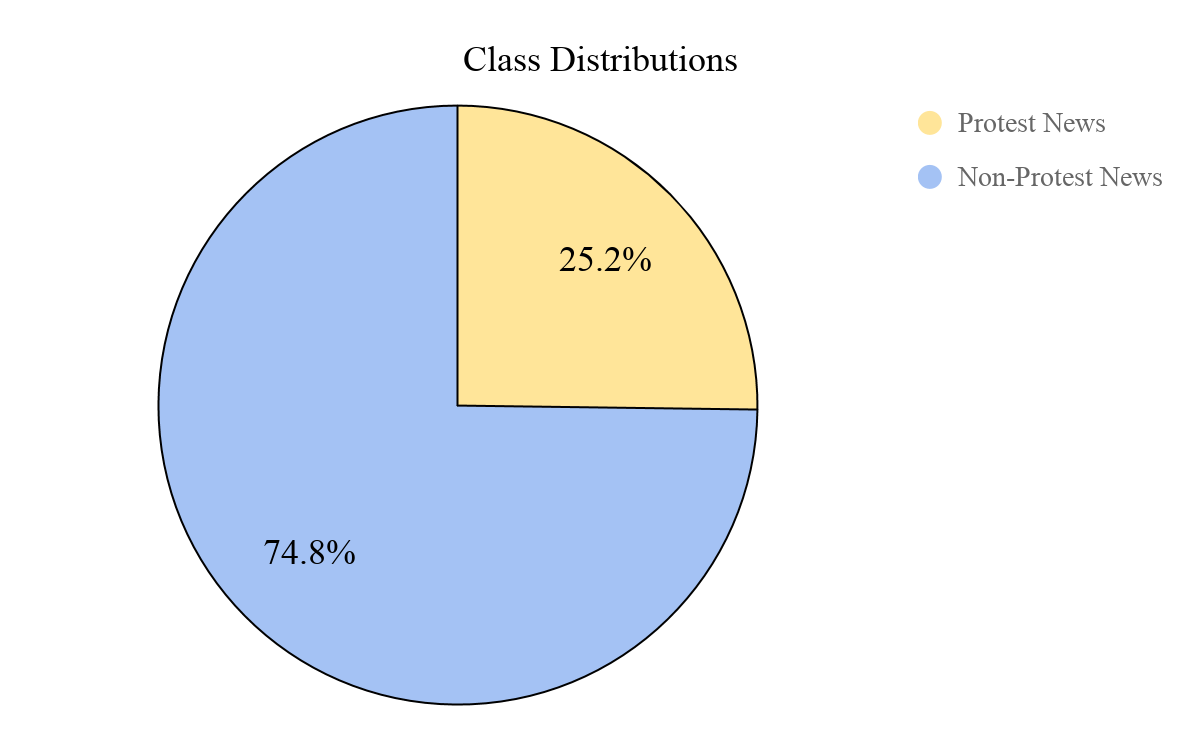 Class Distributions
Protest News
Non-Protest News
25.2%
74.8%